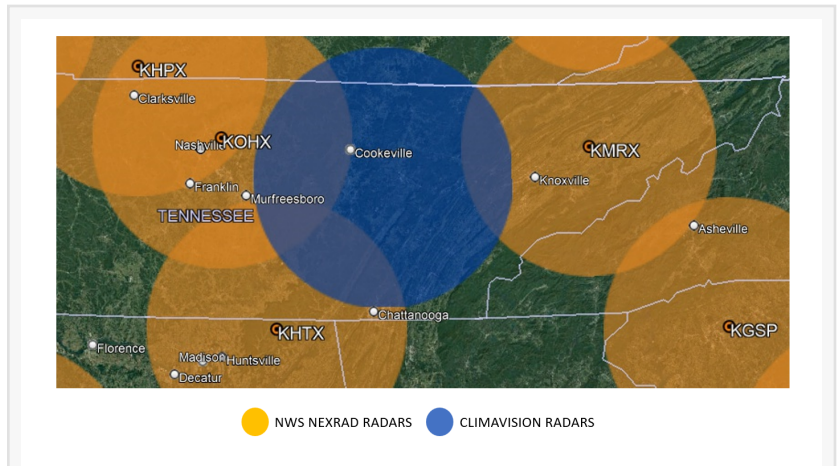 KHPX
Clarksville
Nashville
KOHX
Cookeville
KMRX
Knoxville
Franklin
Murfreesboro
TENNESSEE
Asheville
Chattanooga
KHTX
KGSP
Florence
Madison
Huntsville
Decatur
NWS NEXRAD RADARS
CLIMAVISION RADARS